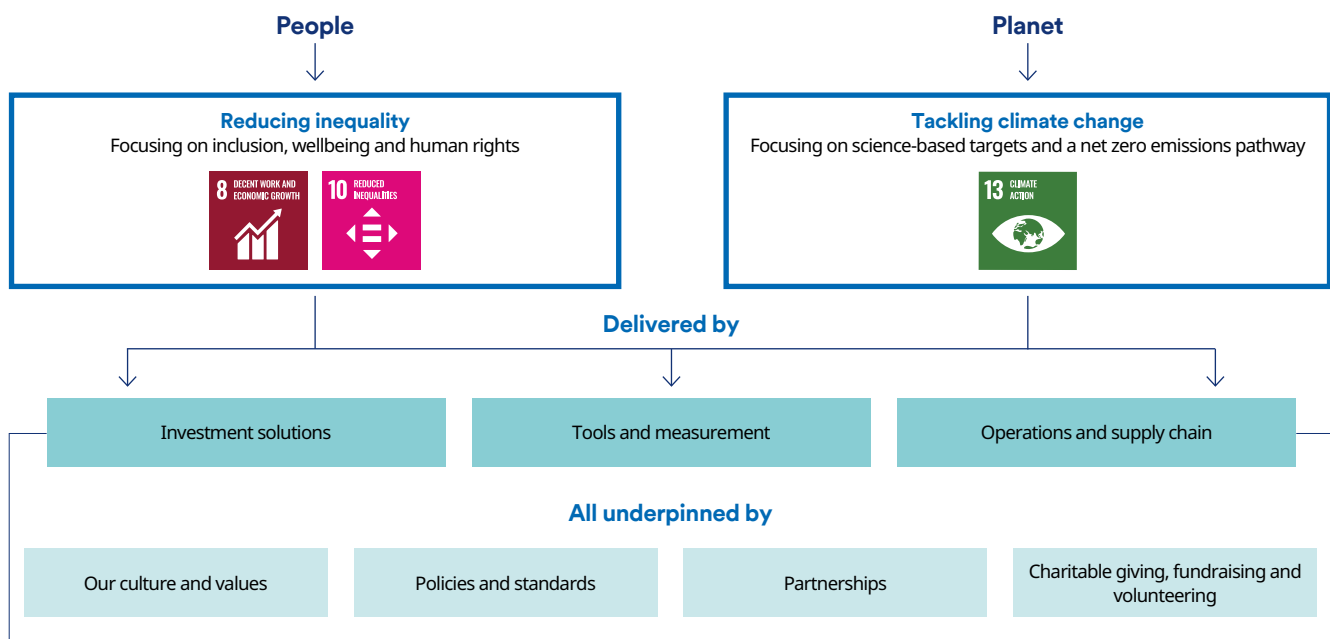 People
Planet
Reducing inequality
Focusing on inclusion, wellbeing and human rights
8 DECENT WORK AND
ECONOMIC GROWTH
10 REDUCED
INEQUALITIES
Tackling climate change
Focusing on science-based targets and a net zero emissions pathway
13 CLIMATE
ACTION
Delivered by
Investment solutions
Tools and measurement
Operations and supply chain
All underpinned by
Our culture and values
Policies and standards
Partnerships
Charitable giving, fundraising and
volunteering